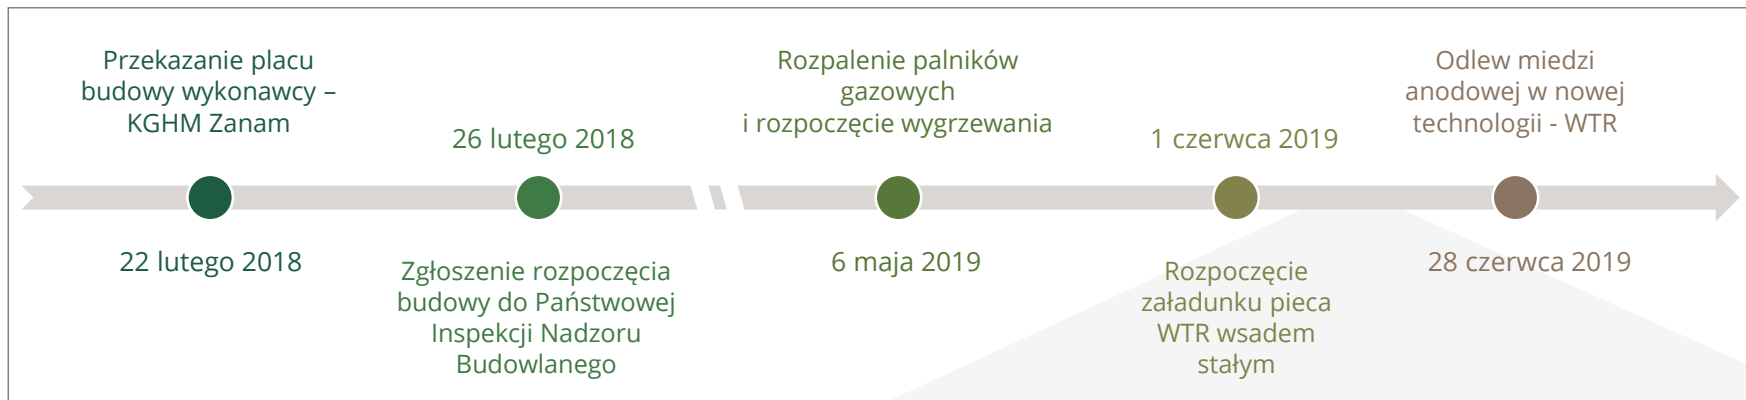 Przekazanie placu
budowy wykonawcy –
KGHM Zanam
22 lutego 2018
26 lutego 2018
Zgłoszenie rozpoczęcia
budowy do Państwowej
Inspekcji Nadzoru
Budowlanego
Rozpalenie palników
gazowych
i rozpoczęcie wygrzewania
6 maja 2019
1 czerwca 2019
Rozpoczęcie
załadunku pieca
WTR wsadem
stałym
Odlew miedzi
anodowej w nowej
technologii - WTR
28 czerwca 2019